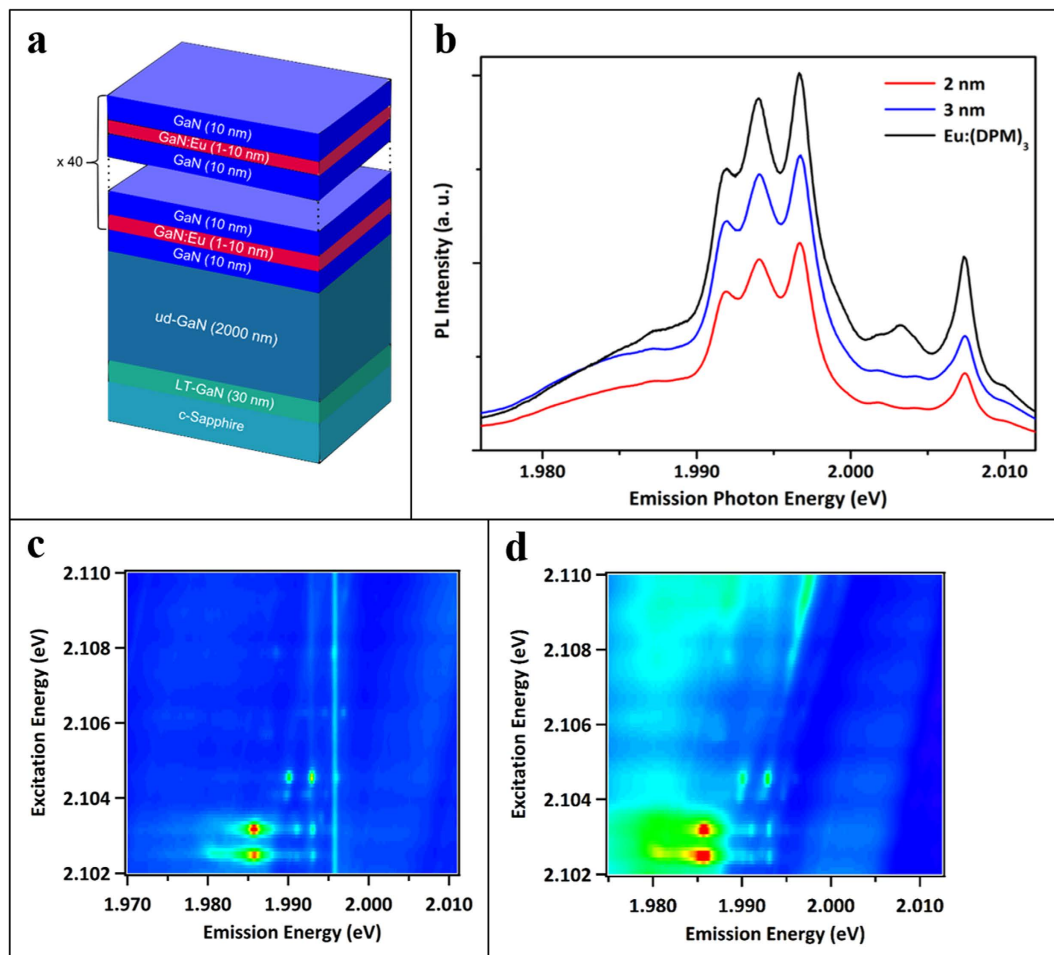 a
GaN (10 nm)
GaN:Eu (1-10 nm)
GaN (10 nm)
x 40
GaN (10 nm)
GaN:Eu (1-10 nm)
GaN (10 nm)
ud-GaN (2000 nm)
LT-GaN (30 nm)
c-Sapphire
b
2 nm
3 nm
Eu:(DPM)₃
PL Intensity (a. u.)
1.980 1.990 2.000 2.010
Emission Photon Energy (eV)
c
Excitation Energy (eV)
2.110
2.108
2.106
2.104
2.102
1.970 1.980 1.990 2.000 2.010
Emission Energy (eV)
d
Excitation Energy (eV)
2.110
2.108
2.106
2.104
2.102
1.980 1.990 2.000 2.010
Emission Energy (eV)